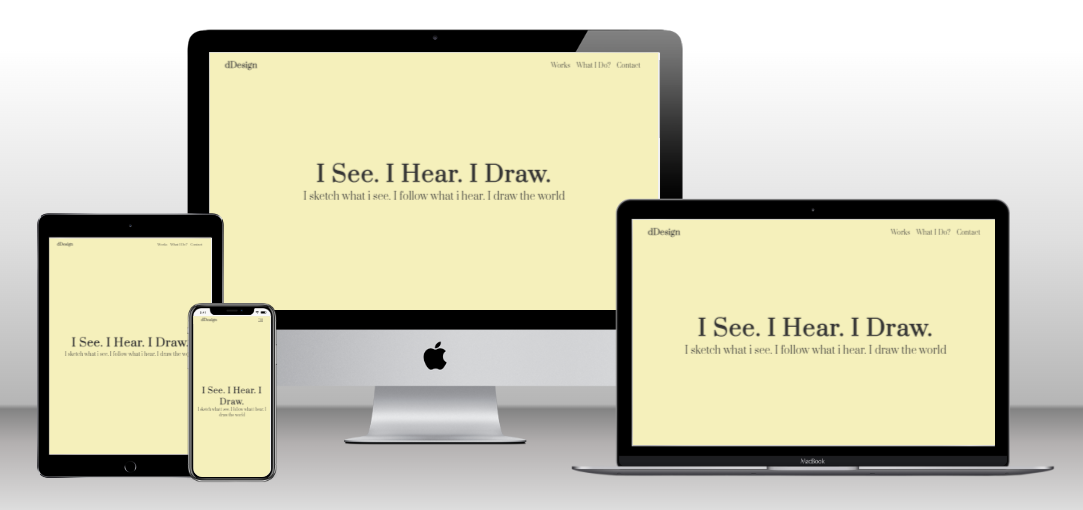 dDesign
Works What I Do? Contact
I See. I Hear. I Draw.
I sketch what i see. I follow what i hear. I draw the world
dDesign
Works What I Do? Contact
I See. I Hear. I Draw.
I sketch what i see. I follow what i hear. I draw the world
MacBook
dDesign
Works What I Do? Contact
I See. I Hear. I Draw.
I sketch what i see. I follow what i hear. I draw the
dDesign
I See. I Hear. I
Draw.
I sketch what i see. I follow what i hear. I
draw the world